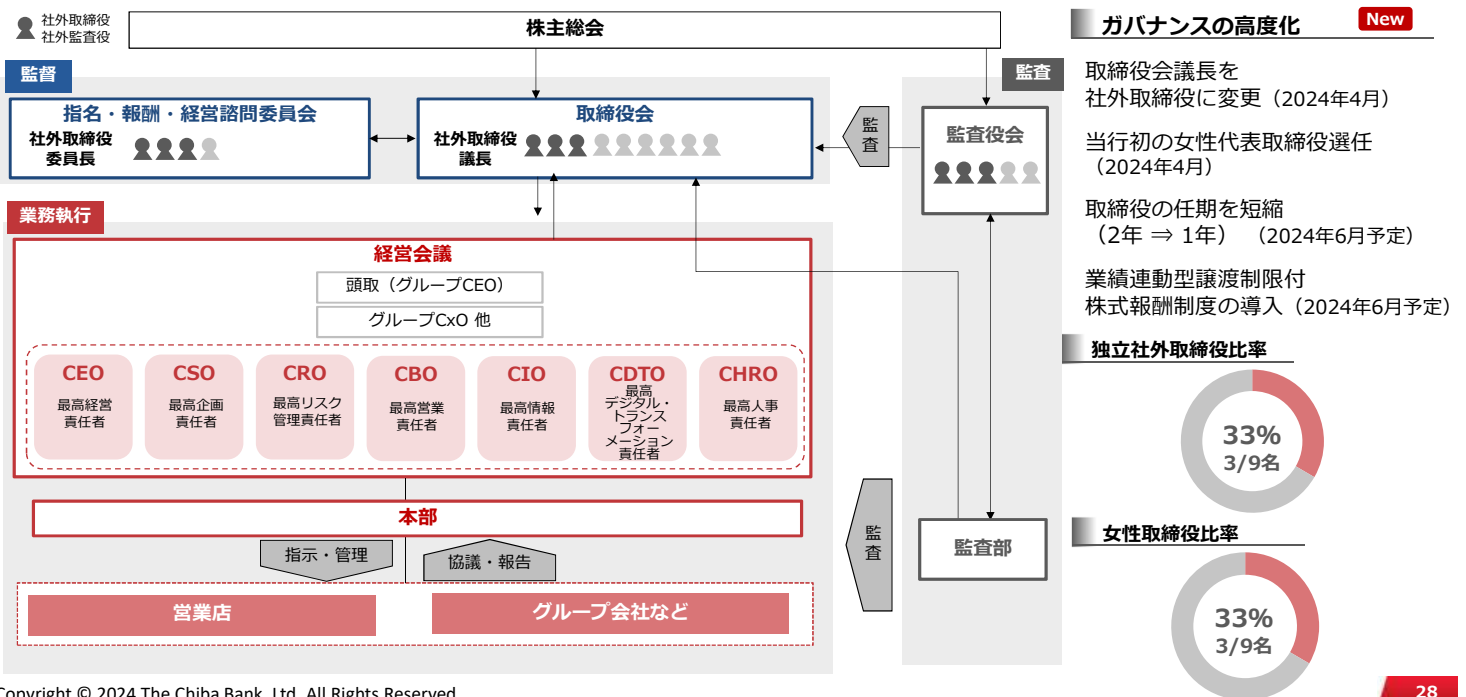 社外取締役
社外監査役
株主総会
監督
指名・報酬・経営諮問委員会
社外取締役
委員長
取締役会
社外取締役
議長
監査
監査
監査役会
業務執行
経営会議
頭取（グループCEO）
グループCxO 他
CEO
最高経営
責任者
CSO
最高企画
責任者
CRO
最高リスク
管理責任者
CBO
最高営業
責任者
CIO
最高情報
責任者
CDTO
最高
デジタル・
トランス
フォー
メーション
責任者
CHRO
最高人事
責任者
本部
指示・管理
協議・報告
営業店
グループ会社など
監査
監査部
ガバナンスの高度化
New
取締役会議長を
社外取締役に変更（2024年4月）
当行初の女性代表取締役選任
（2024年4月）
取締役の任期を短縮
（2年 ⇒ 1年）（2024年6月予定）
業績連動型譲渡制限付
株式報酬制度の導入（2024年6月予定）
独立社外取締役比率
33%
3/9名
女性取締役比率
33%
3/9名
Copyright © 2024 The Chiba Bank, Ltd. All Rights Reserved
28